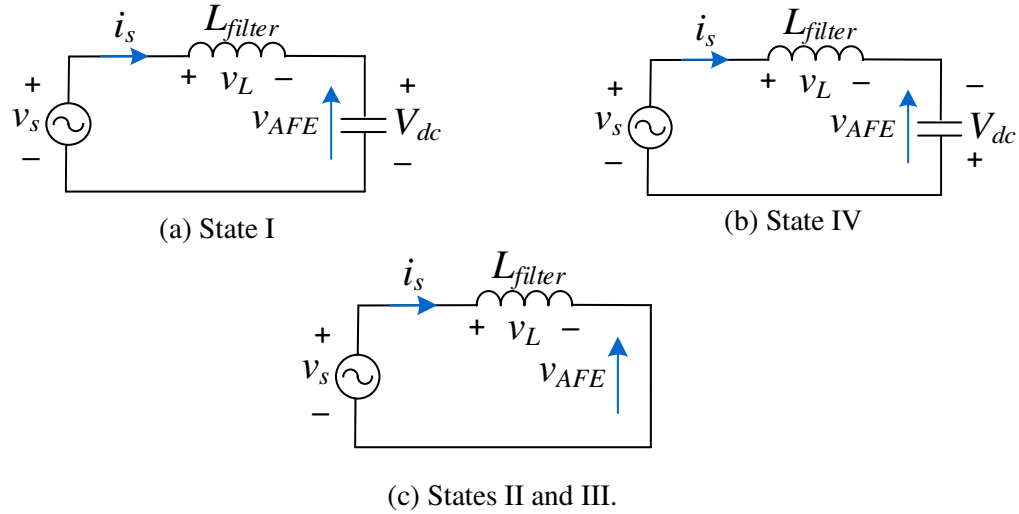 i_s L_filter
+ v_L −
+ v_s −
v_AFE
+ V_dc −
(a) State I
i_s L_filter
+ v_L −
+ v_s −
v_AFE
− V_dc +
(b) State IV
i_s L_filter
+ v_L −
+ v_s −
v_AFE
(c) States II and III.